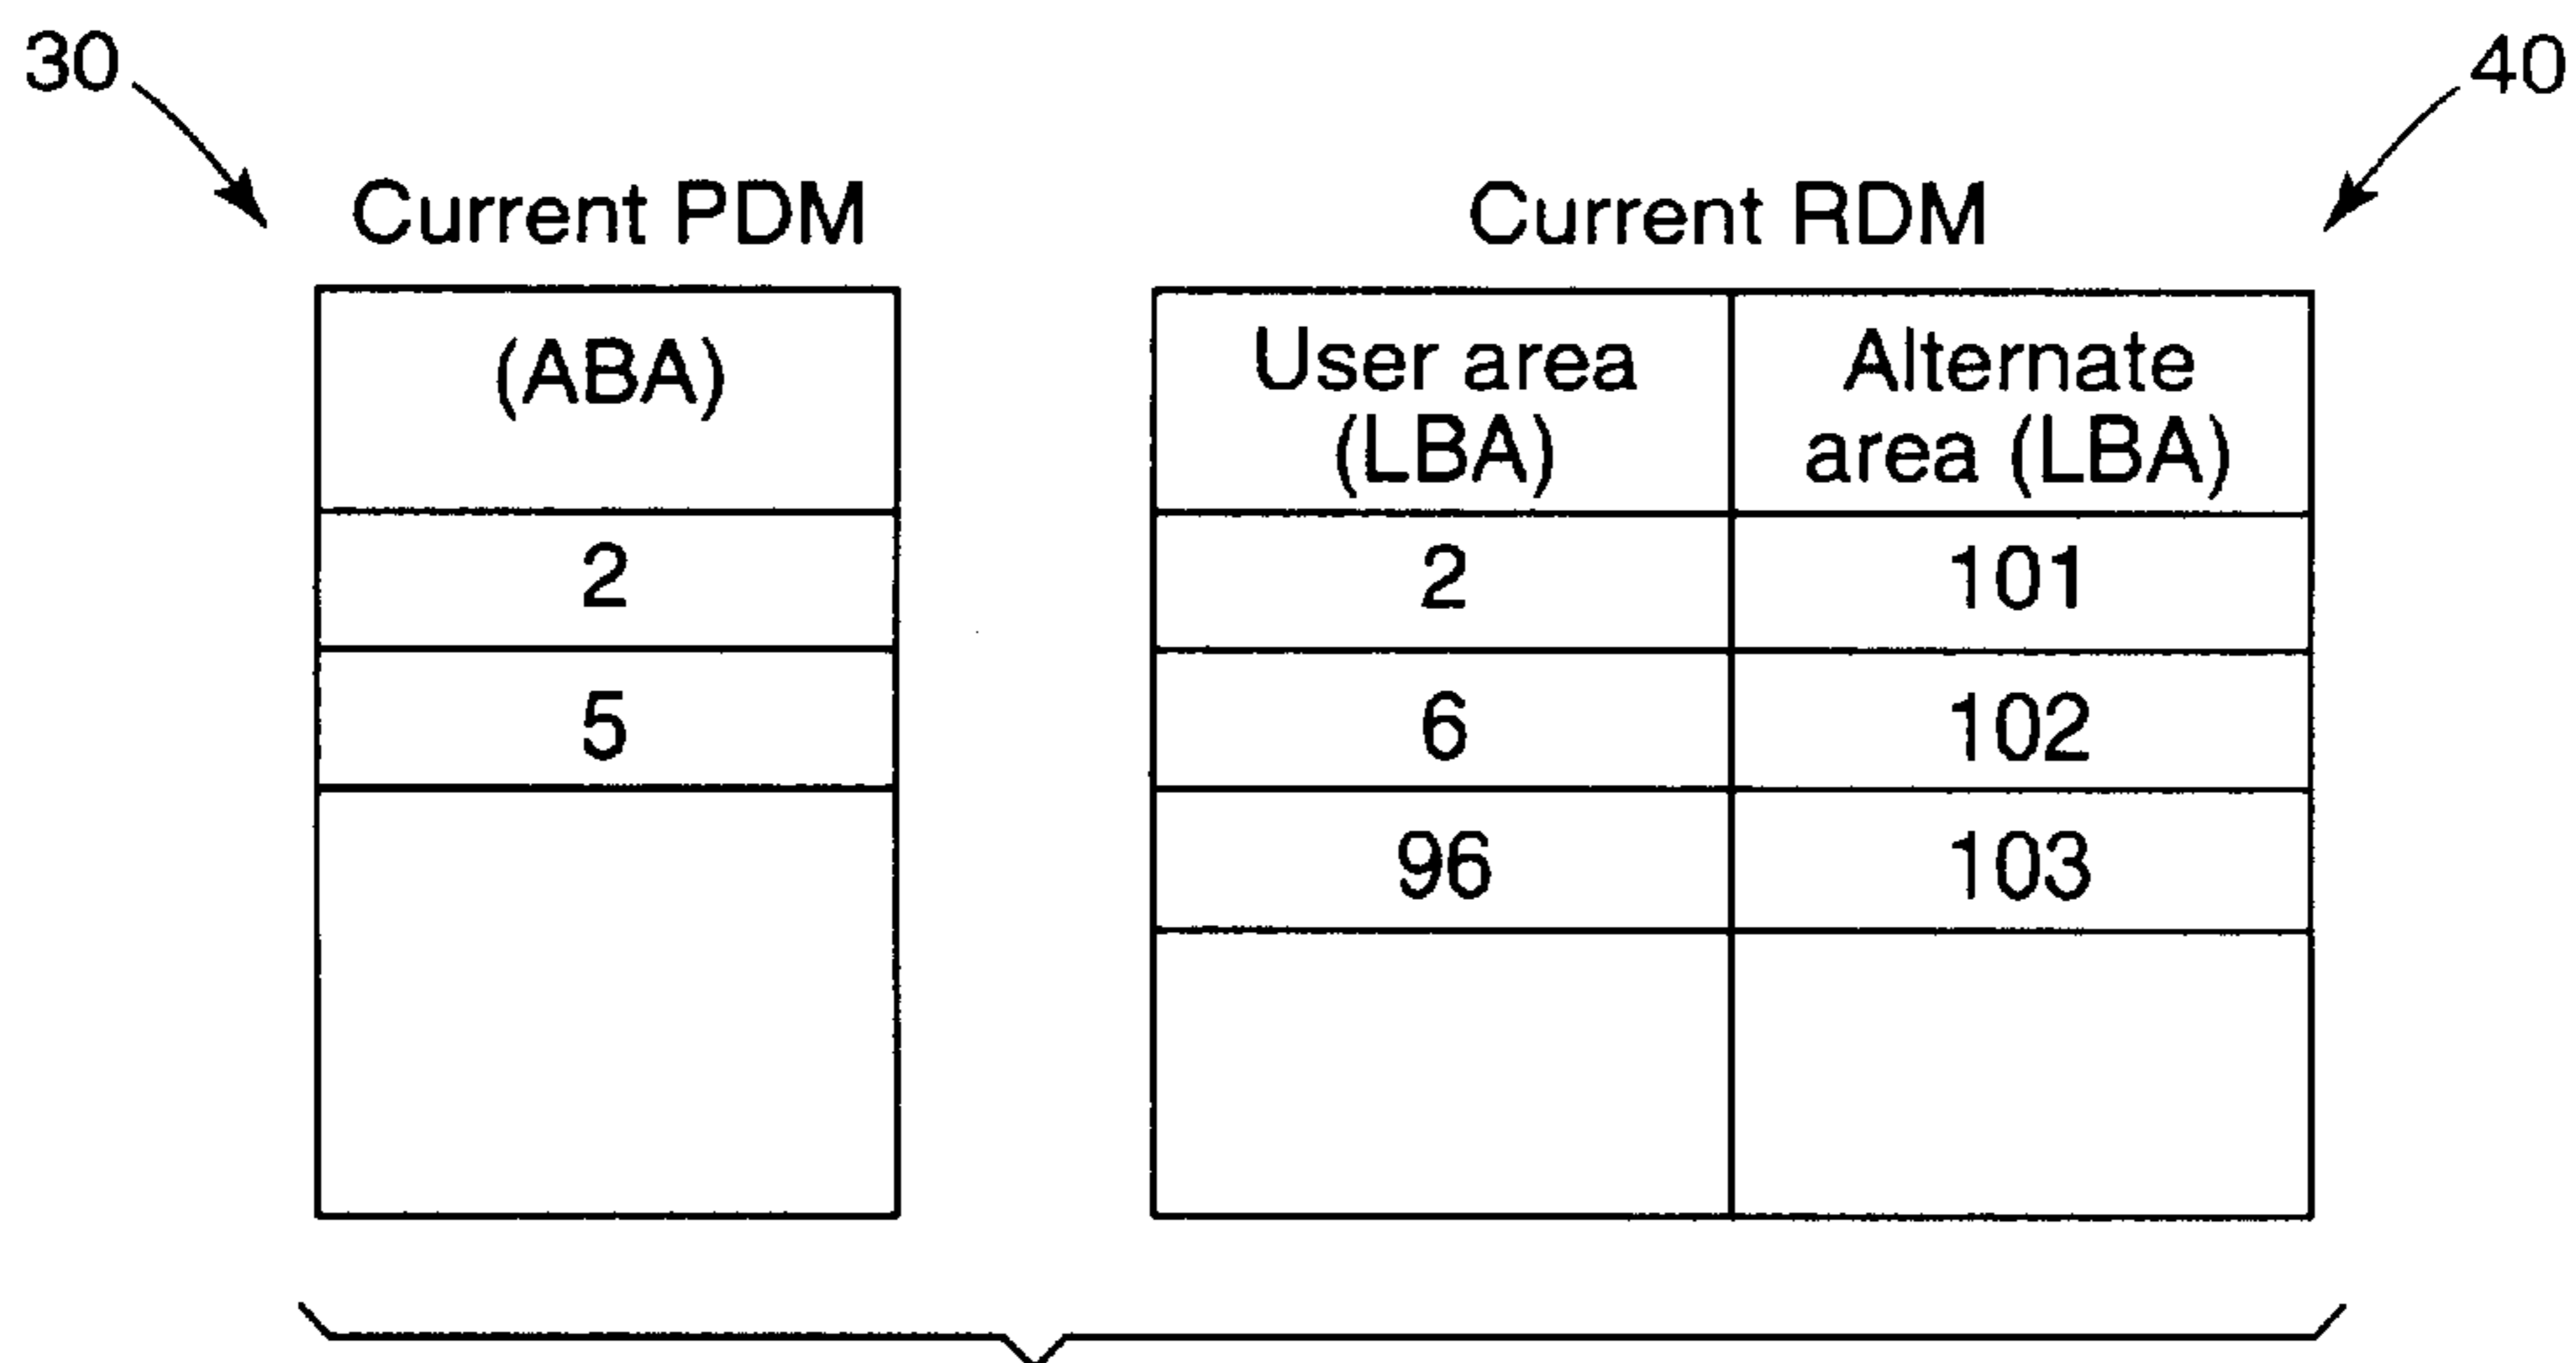 30
40
Current PDM
(ABA)
2
5
Current RDM
User area
(LBA)
Alternate
area (LBA)
2 101
6 102
96 103